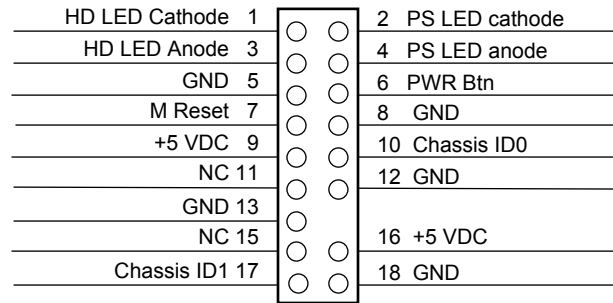 HD LED Cathode 1
2 PS LED cathode
HD LED Anode 3
4 PS LED anode
GND 5
6 PWR Btn
M Reset 7
8 GND
+5 VDC 9
10 Chassis ID0
NC 11
12 GND
GND 13
NC 15
16 +5 VDC
Chassis ID1 17
18 GND